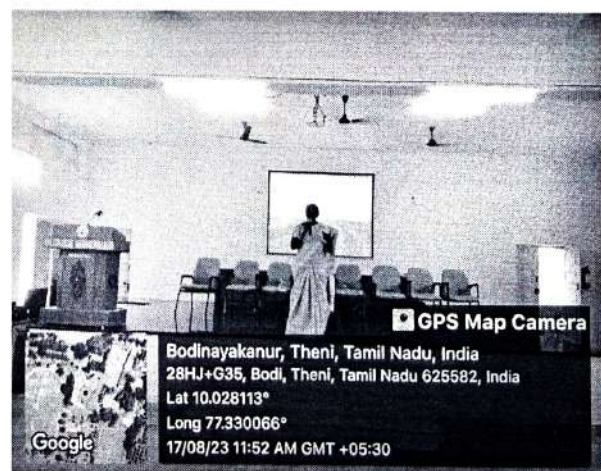 GPS Map Camera
Bodinayakanur, Theni, Tamil Nadu, India
28HJ+G35, Bodi, Theni, Tamil Nadu 625582, India
Lat 10.028113°
Long 77.330066°
17/08/23 11:52 AM GMT +05:30
Google